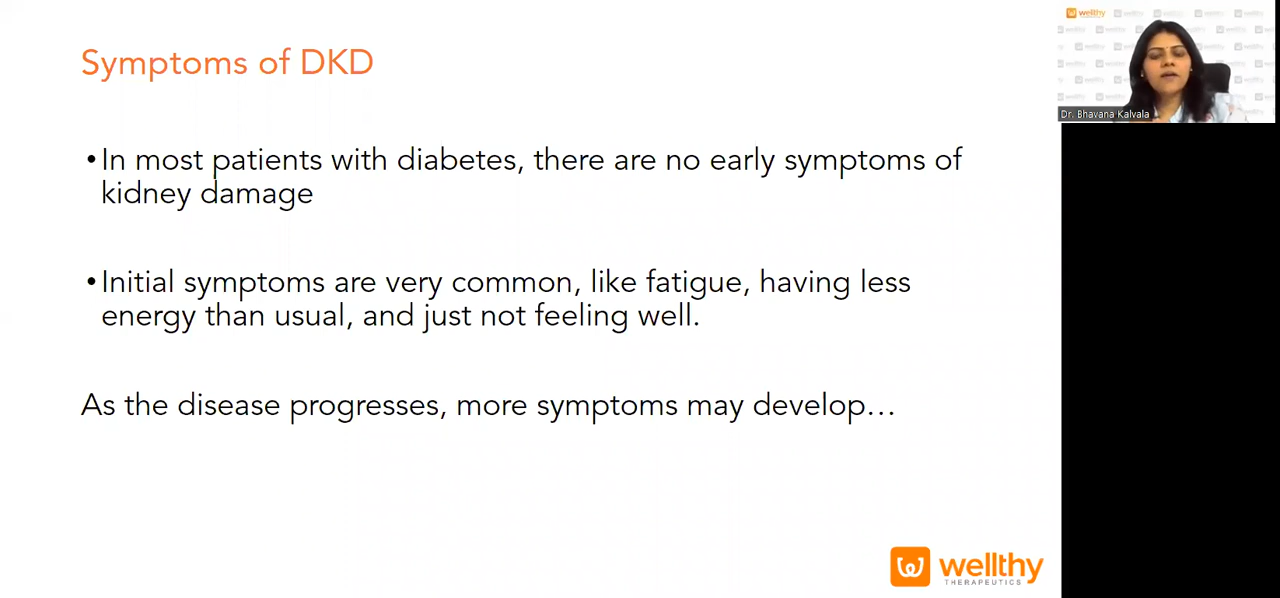 Symptoms of DKD
•In most patients with diabetes, there are no early symptoms of
kidney damage
•Initial symptoms are very common, like fatigue, having less
energy than usual, and just not feeling well.
As the disease progresses, more symptoms may develop…
wellthy
THERAPEUTICS
wellthy
Dr. Bhavana Kalvala